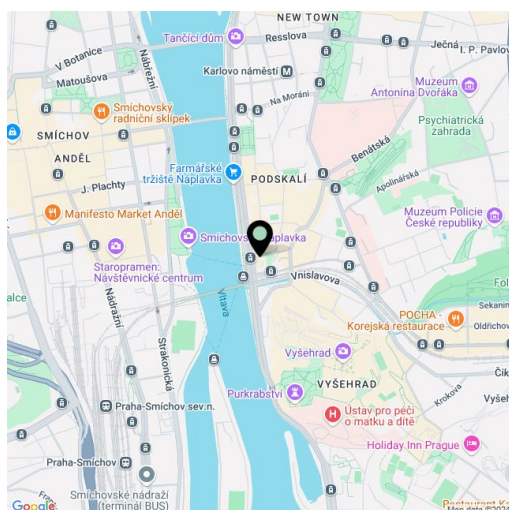 NEW TOWN
Tančící dům
Resslova
Ječná
I. P. Pavlov
V Botanice
Matoušova
Nábřežní
Karlovo náměstí
Na Moráni
Muzeum
Antonína Dvořáka
Smíchovský
radniční sklípek
Benátská
Psychiatrická
zahrada
SMÍCHOV
ANDĚL
Farmářské
tržiště Náplavka
PODSKALÍ
Apolinářská
J. Plachty
Manifesto Market Anděl
Smíchovská náplavka
Muzeum Policie
České republiky
Staropramen:
Návštěvnické centrum
Vnislavova
Nádražní
Vltava
Fol
Sekanin
POCHA -
Korejská restaurace
Oldřichov
Strakonická
Vyšehrad
VYŠEHRAD
Čik
Purkrabství
Krokova
Vyšeh
Praha-Smíchov sev.n.
Ústav pro péči
o matku a dítě
Holiday Inn Prague
Praha-Smíchov
Smíchovské nádraží
(terminál BUS)
Google
Restaurant Ka
Map data ©2024